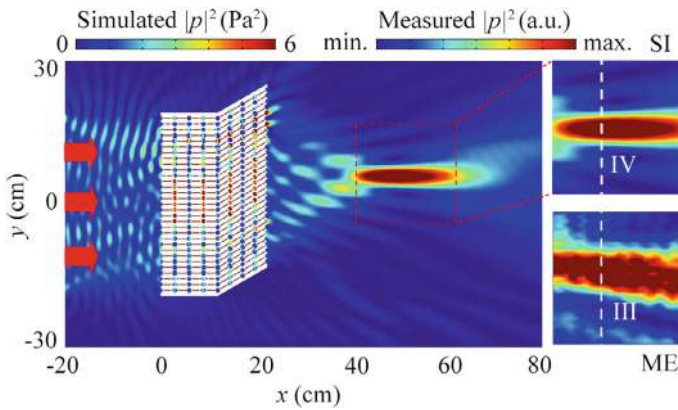 Simulated |p|² (Pa²)
Measured |p|² (a.u.)
0
6
min.
max.
SI
30
0
-30
y (cm)
IV
III
ME
-20
0
20
40
60
80
x (cm)